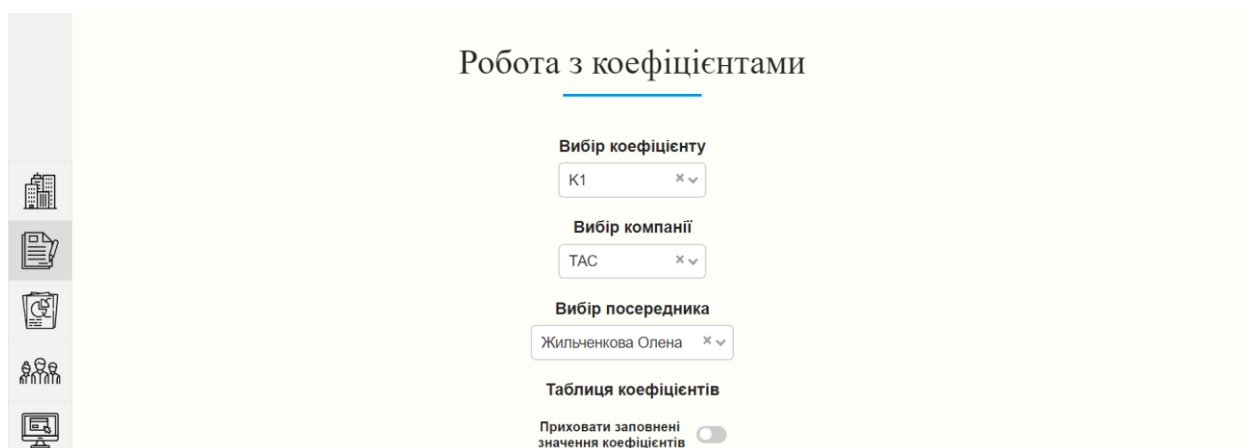 Робота з коефіцієнтами
Вибір коефіцієнту
К1
Вибір компанії
ТАС
Вибір посередника
Жильченкова Олена
Таблиця коефіцієнтів
Приховати заповнені
значення коефіцієнтів